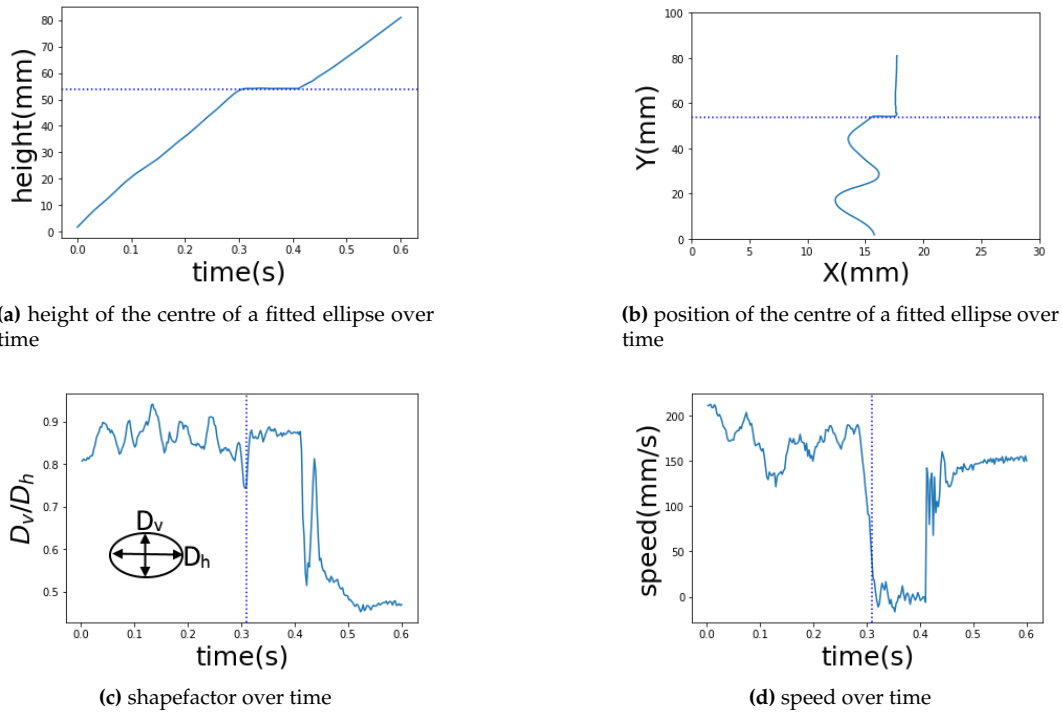 height(mm)
80
70
60
50
40
30
20
10
0
0.0 0.1 0.2 0.3 0.4 0.5 0.6
time(s)
(a) height of the centre of a fitted ellipse over
time
Y(mm)
100
80
60
40
20
0
0 5 10 15 20 25 30
X(mm)
(b) position of the centre of a fitted ellipse over
time
Dv/Dh
0.9
0.8
0.7
0.6
0.5
Dv
Dh
0.0 0.1 0.2 0.3 0.4 0.5 0.6
time(s)
(c) shapefactor over time
speed(mm/s)
200
150
100
50
0
0.0 0.1 0.2 0.3 0.4 0.5 0.6
time(s)
(d) speed over time